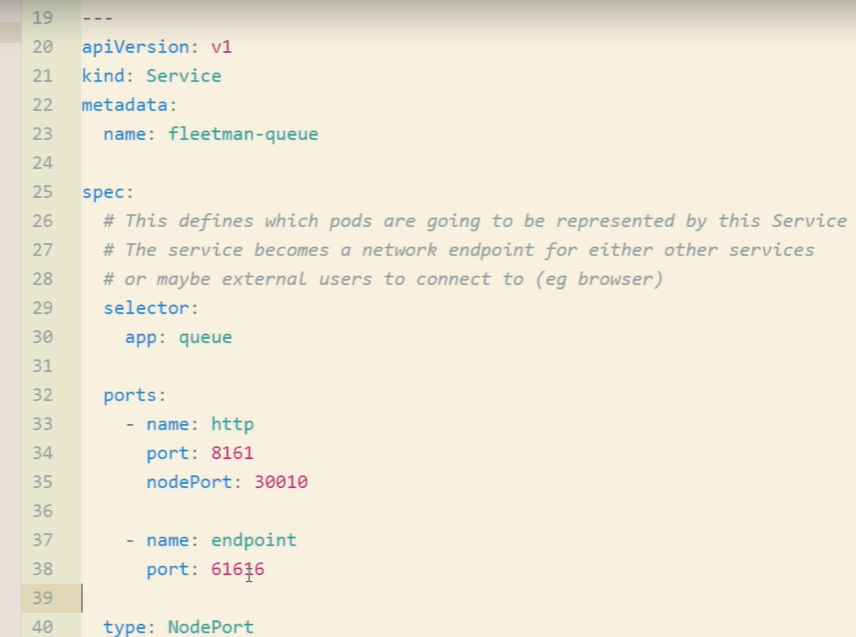 19 ---
20 apiVersion: v1
21 kind: Service
22 metadata:
23   name: fleetman-queue
24
25 spec:
26   # This defines which pods are going to be represented by this Service
27   # The service becomes a network endpoint for either other services
28   # or maybe external users to connect to (eg browser)
29   selector:
30     app: queue
31
32   ports:
33     - name: http
34       port: 8161
35       nodePort: 30010
36
37     - name: endpoint
38       port: 61616
39
40   type: NodePort